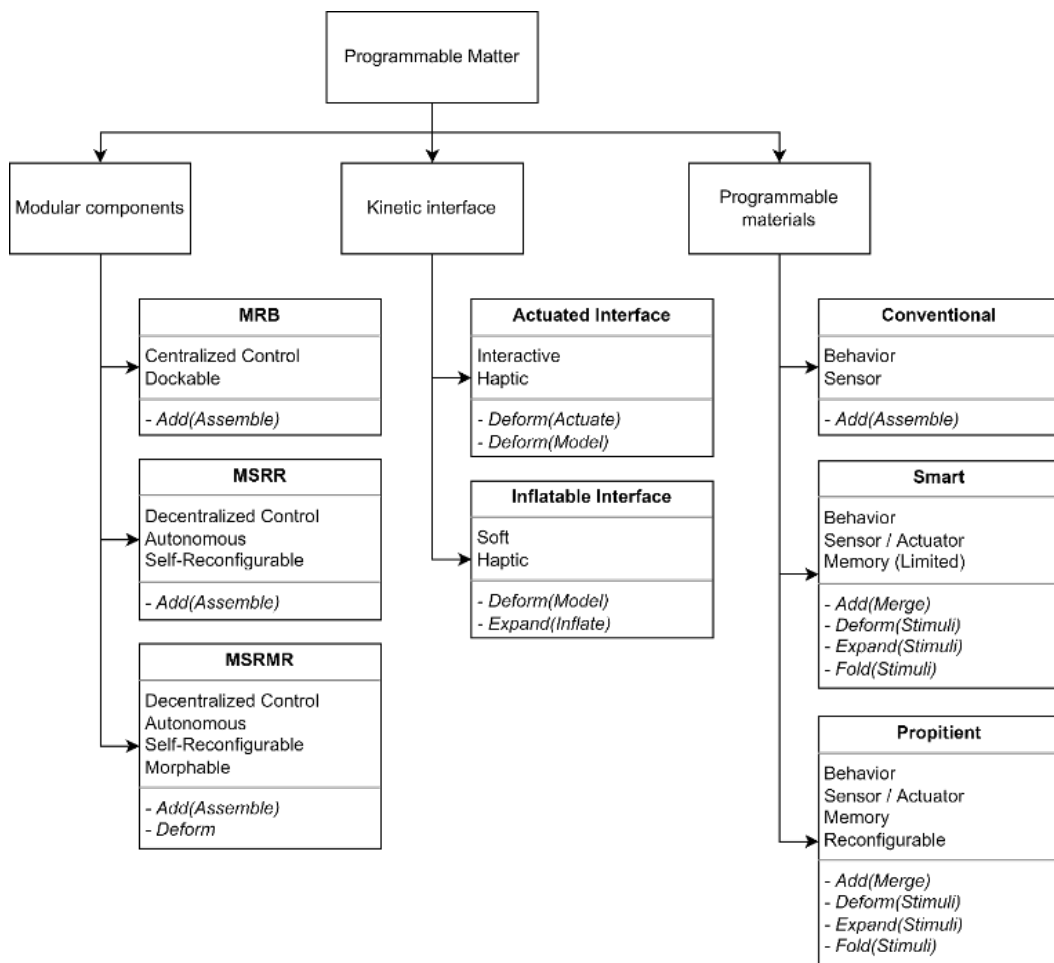 Programmable Matter
Modular components
Kinetic interface
Programmable
materials
MRB
Centralized Control
Dockable
- Add(Assemble)
MSRR
Decentralized Control
Autonomous
Self-Reconfigurable
- Add(Assemble)
MSRMR
Decentralized Control
Autonomous
Self-Reconfigurable
Morphable
- Add(Assemble)
- Deform
Actuated Interface
Interactive
Haptic
- Deform(Actuate)
- Deform(Model)
Inflatable Interface
Soft
Haptic
- Deform(Model)
- Expand(Inflate)
Conventional
Behavior
Sensor
- Add(Assemble)
Smart
Behavior
Sensor / Actuator
Memory (Limited)
- Add(Merge)
- Deform(Stimuli)
- Expand(Stimuli)
- Fold(Stimuli)
Propitient
Behavior
Sensor / Actuator
Memory
Reconfigurable
- Add(Merge)
- Deform(Stimuli)
- Expand(Stimuli)
- Fold(Stimuli)